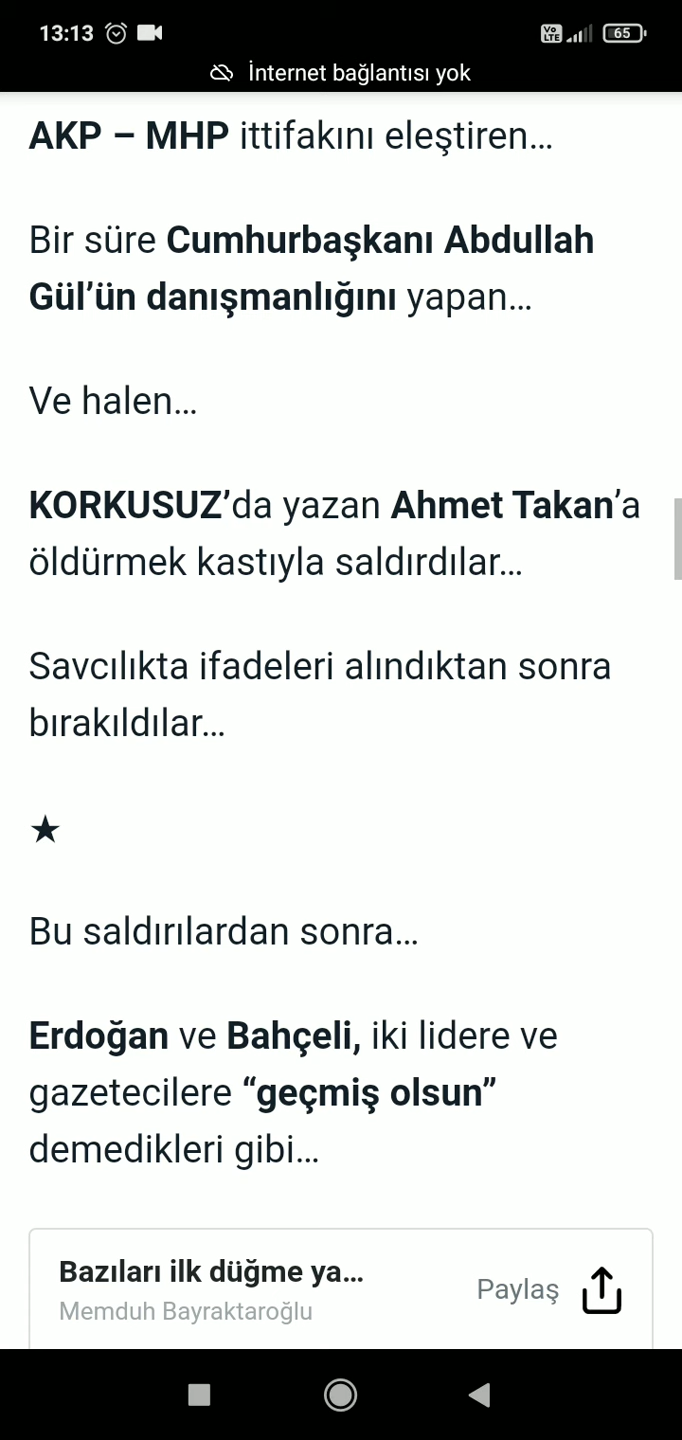 13:13
Vo LTE
65
İnternet bağlantısı yok
AKP – MHP ittifakını eleştiren...
Bir süre Cumhurbaşkanı Abdullah
Gül’ün danışmanlığını yapan...
Ve halen...
KORKUSUZ’da yazan Ahmet Takan’a
öldürmek kastıyla saldırdılar...
Savcılıkta ifadeleri alındıktan sonra
bırakıldılar...
★
Bu saldırılardan sonra...
Erdoğan ve Bahçeli, iki lidere ve
gazetecilere “geçmiş olsun”
demedikleri gibi...
Bazıları ilk düğme ya...
Memduh Bayraktaroğlu
Paylaş